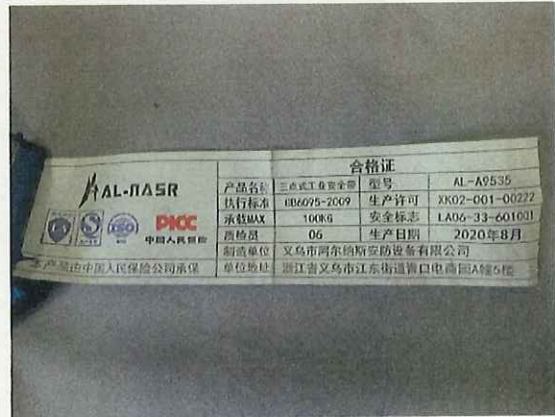 合格证
AL-NASR
产品名称 三点式工业安全带 型号 AL-A9535
执行标准 GB6095-2009 生产许可 XK02-001-00222
承载MAX 100KG 安全标志 LA06-33-601001
质检员 06 生产日期 2020年8月
QS ISO PICC
中国人民保险
制造单位 义乌市阿尔纳斯安防设备有限公司
本产品由中国人民保险公司承保
单位地址 浙江省义乌市江东街道青口电商园A幢5楼